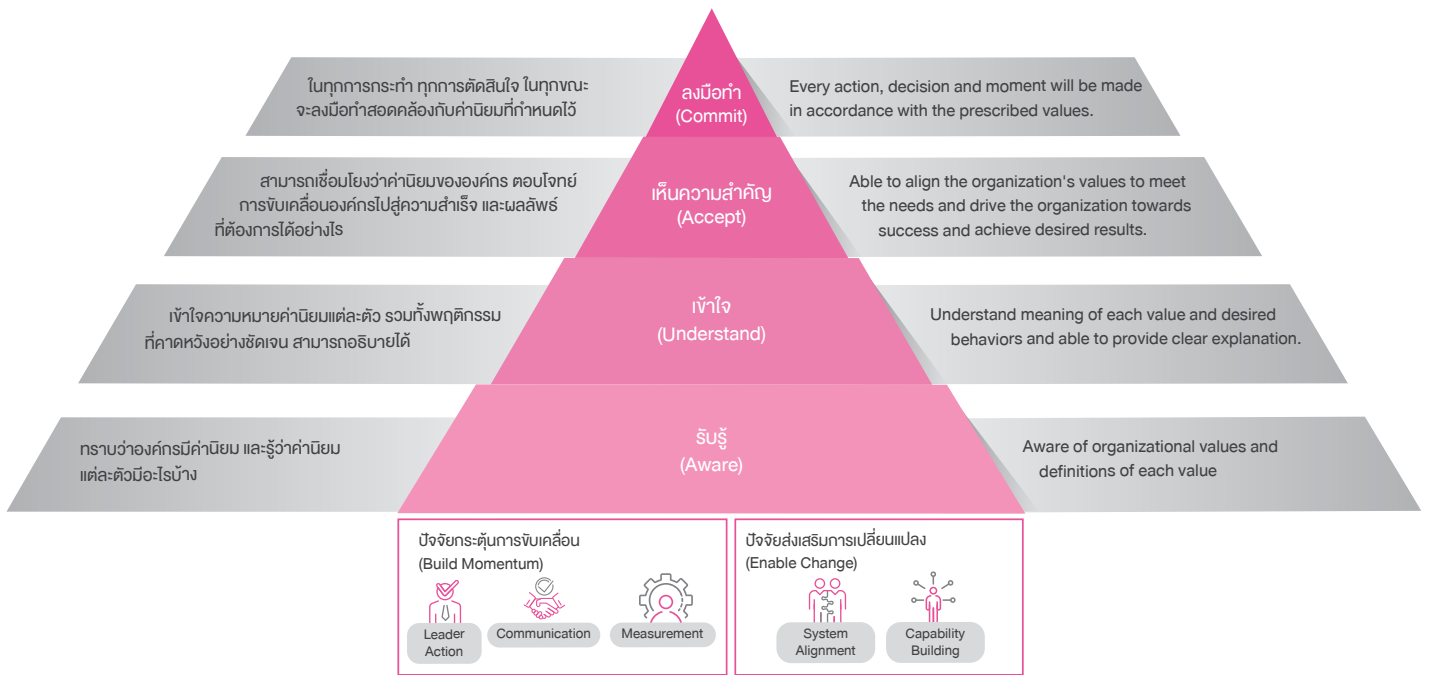 ในทุกการกระทำ ทุกการตัดสินใจ ในทุกขณะ
จะลงมือทำสอดคล้องกับค่านิยมที่กำหนดไว้
ลงมือทำ
(Commit)
Every action, decision and moment will be made
in accordance with the prescribed values.
สามารถเชื่อมโยงว่าค่านิยมขององค์กร ตอบโจทย์
การขับเคลื่อนองค์กรไปสู่ความสำเร็จ และผลลัพธ์
ที่ต้องการได้อย่างไร
เห็นความสำคัญ
(Accept)
Able to align the organization's values to meet
the needs and drive the organization towards
success and achieve desired results.
เข้าใจความหมายค่านิยมแต่ละตัว รวมทั้งพฤติกรรม
ที่คาดหวังอย่างชัดเจน สามารถอธิบายได้
เข้าใจ
(Understand)
Understand meaning of each value and desired
behaviors and able to provide clear explanation.
ทราบว่าองค์กรมีค่านิยม และรู้ว่าค่านิยม
แต่ละตัวมีอะไรบ้าง
รับรู้
(Aware)
Aware of organizational values and
definitions of each value
ปัจจัยกระตุ้นการขับเคลื่อน
(Build Momentum)
Leader
Action
Communication
Measurement
ปัจจัยส่งเสริมการเปลี่ยนแปลง
(Enable Change)
System
Alignment
Capability
Building